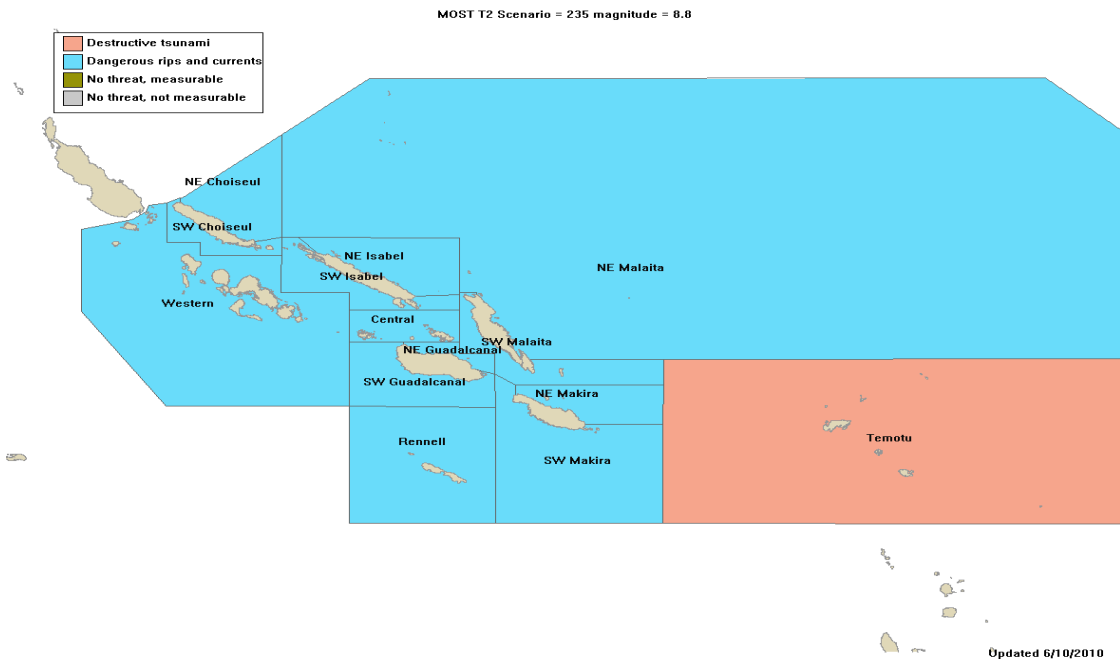 MOST T2 Scenario = 235 magnitude = 8.8
Destructive tsunami
Dangerous rips and currents
No threat, measurable
No threat, not measurable
NE Choiseul
SW Choiseul
NE Isabel
NE Malaita
SW Isabel
Western
Central
SW Malaita
NE Guadalcanal
SW Guadalcanal
NE Makira
Temotu
Rennell
SW Makira
Updated 6/10/2010